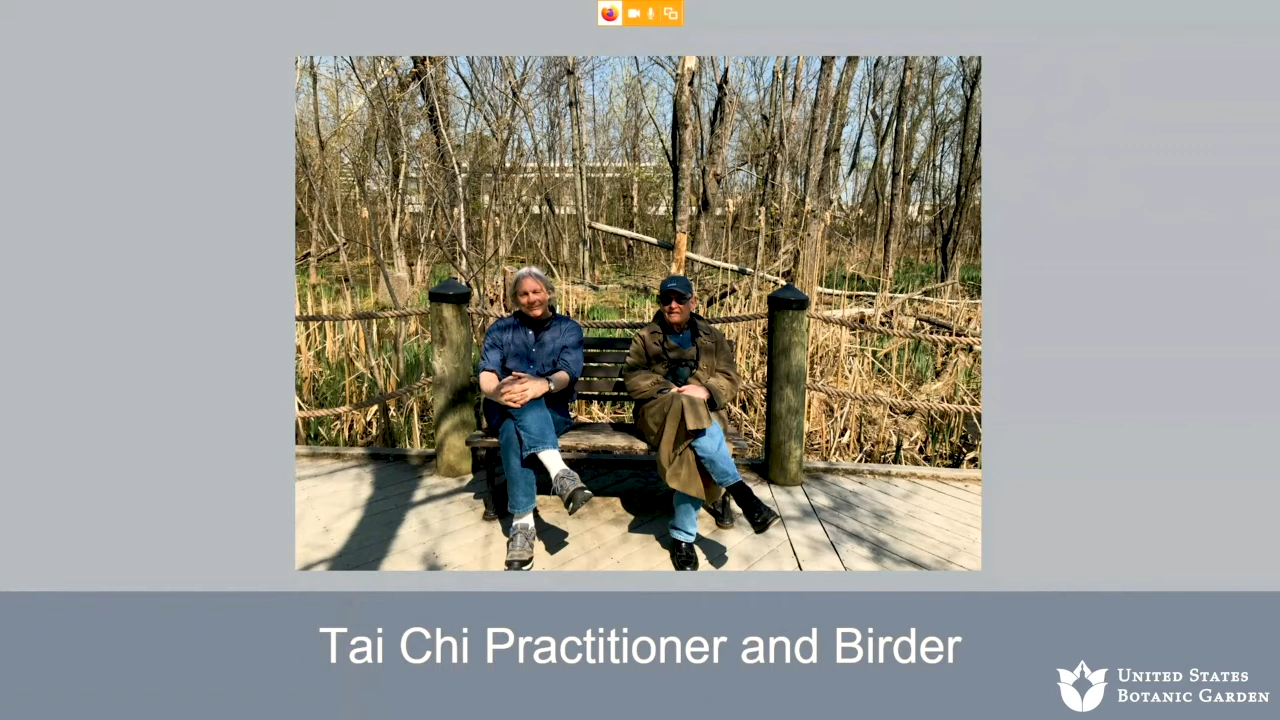 Tai Chi Practitioner and Birder
United States
Botanic Garden